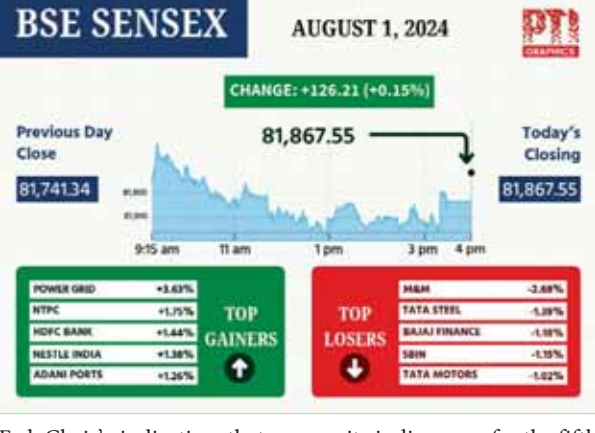 BSE SENSEX
AUGUST 1, 2024
PTI
GRAPHICS
CHANGE: +126.21 (+0.15%)
Previous Day
Close
81,741.34
81,867.55
Today's
Closing
81,867.55
9:15 am 11 am 1 pm 3 pm 4 pm
POWER GRID +3.63%
NTPC +1.75%
HDFC BANK +1.44%
NESTLE INDIA +1.38%
ADANI PORTS +1.26%
TOP
GAINERS
TOP
LOSERS
M&M -2.69%
TATA STEEL -1.39%
BAJAJ FINANCE -1.18%
SBIN -1.15%
TATA MOTORS -1.02%